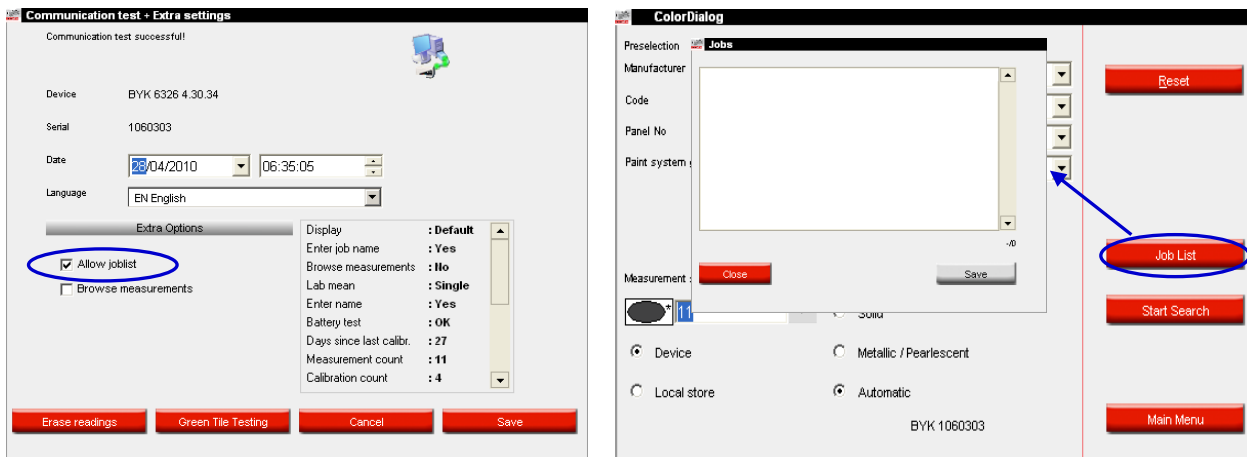 Communication test + Extra settings
Communication test successful!
Device BYK 6326 4.30.34
Serial 1060303
Date 28/04/2010 06:35:05
Language EN English
Extra Options
Allow joblist
Browse measurements
Display : Default
Enter job name : Yes
Browse measurements : No
Lab mean : Single
Enter name : Yes
Battery test : OK
Days since last calibr. : 27
Measurement count : 11
Calibration count : 4
Erase readings Green Tile Testing Cancel Save
ColorDialog
Preselection
Manufacturer
Code
Panel No
Paint system
Jobs
-/0
Close Save
Measurement :
* 11
Solid
Device Metallic / Pearlescent
Local store Automatic
BYK 1060303
Reset
Job List
Start Search
Main Menu